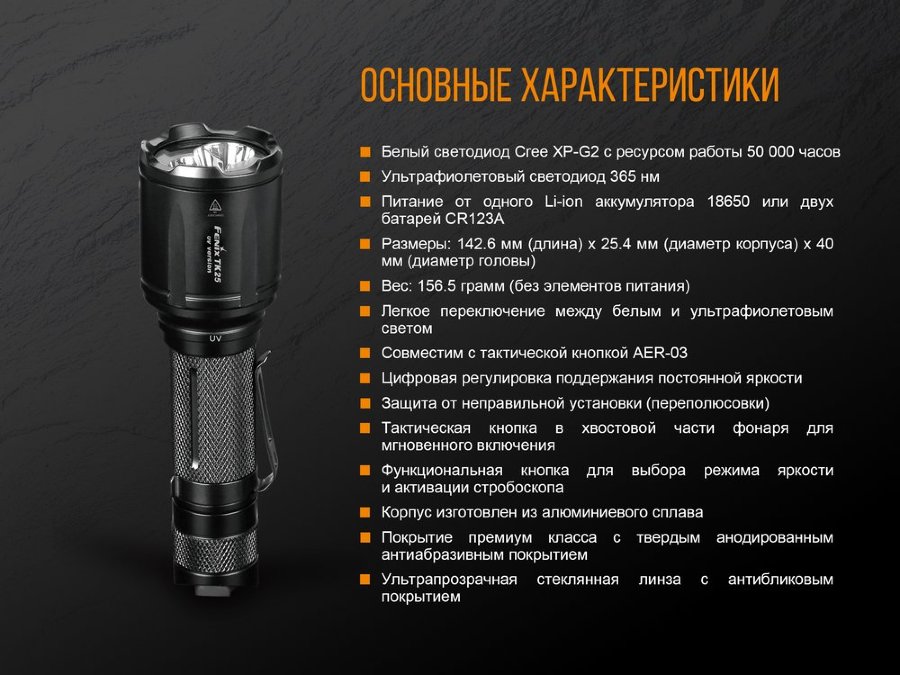 ОСНОВНЫЕ ХАРАКТЕРИСТИКИ
Белый светодиод Cree XP-G2 с ресурсом работы 50 000 часов
Ультрафиолетовый светодиод 365 нм
Питание от одного Li-ion аккумулятора 18650 или двух
батарей CR123A
Размеры: 142.6 мм (длина) x 25.4 мм (диаметр корпуса) x 40
мм (диаметр головы)
Вес: 156.5 грамм (без элементов питания)
Легкое переключение между белым и ультрафиолетовым
светом
Совместим с тактической кнопкой AER-03
Цифровая регулировка поддержания постоянной яркости
Защита от неправильной установки (переполюсовки)
Тактическая кнопка в хвостовой части фонаря для
мгновенного включения
Функциональная кнопка для выбора режима яркости
и активации стробоскопа
Корпус изготовлен из алюминиевого сплава
Покрытие премиум класса с твердым анодированным
антиабразивным покрытием
Ультрапрозрачная стеклянная линза с антибликовым
покрытием
FENIX TK25
UV version
UV